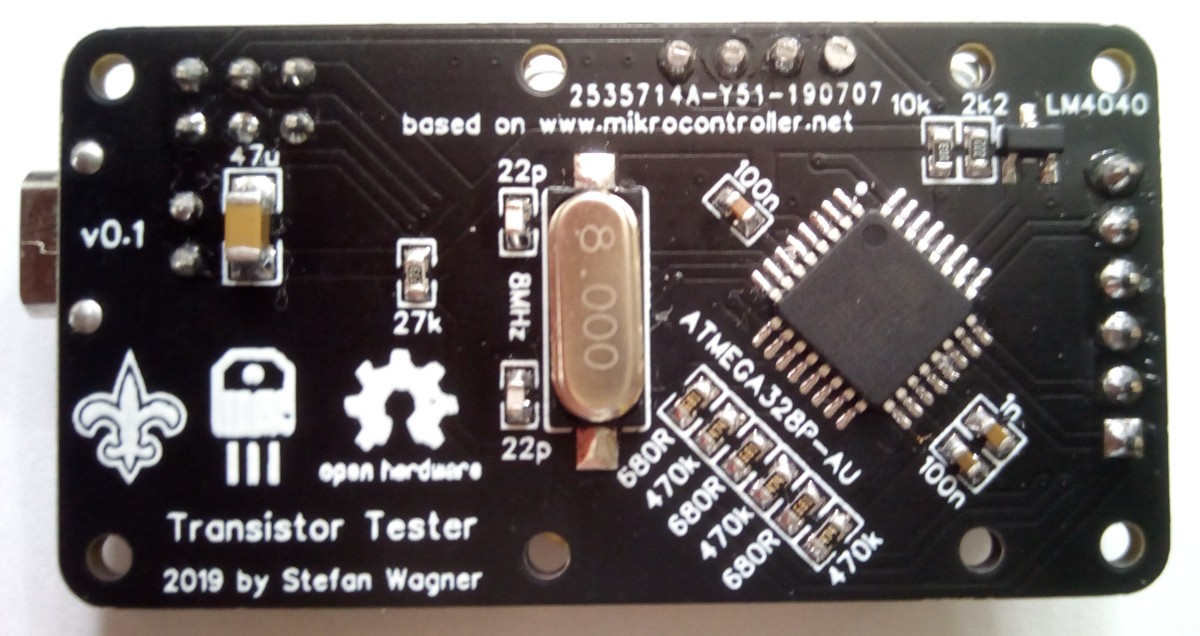 2535714A-Y51-190707
based on www.mikrocontroller.net
10k
2k2
LM4040
47u
22p
100n
v0.1
8.000
8MHz
27k
22p
ATMEGA328P-AU
1n
100n
680R
470k
680R
470k
680R
470k
open hardware
Transistor Tester
2019 by Stefan Wagner